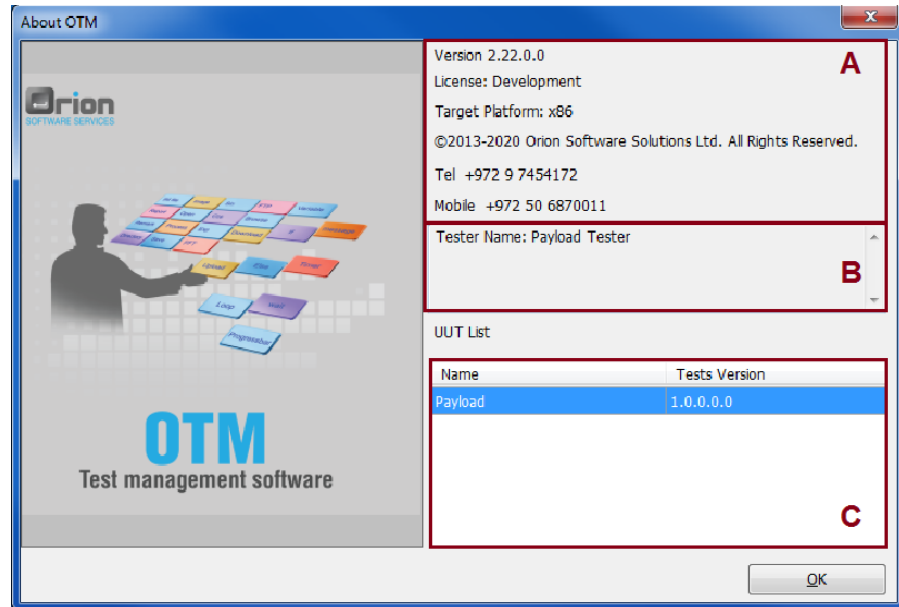 About OTM
Orion
SOFTWARE SERVICES
OTM
Test management software
Version 2.22.0.0
A
License: Development
Target Platform: x86
©2013-2020 Orion Software Solutions Ltd. All Rights Reserved.
Tel +972 9 7454172
Mobile +972 50 6870011
Tester Name: Payload Tester
B
UUT List
Name Tests Version
Payload 1.0.0.0.0
C
OK